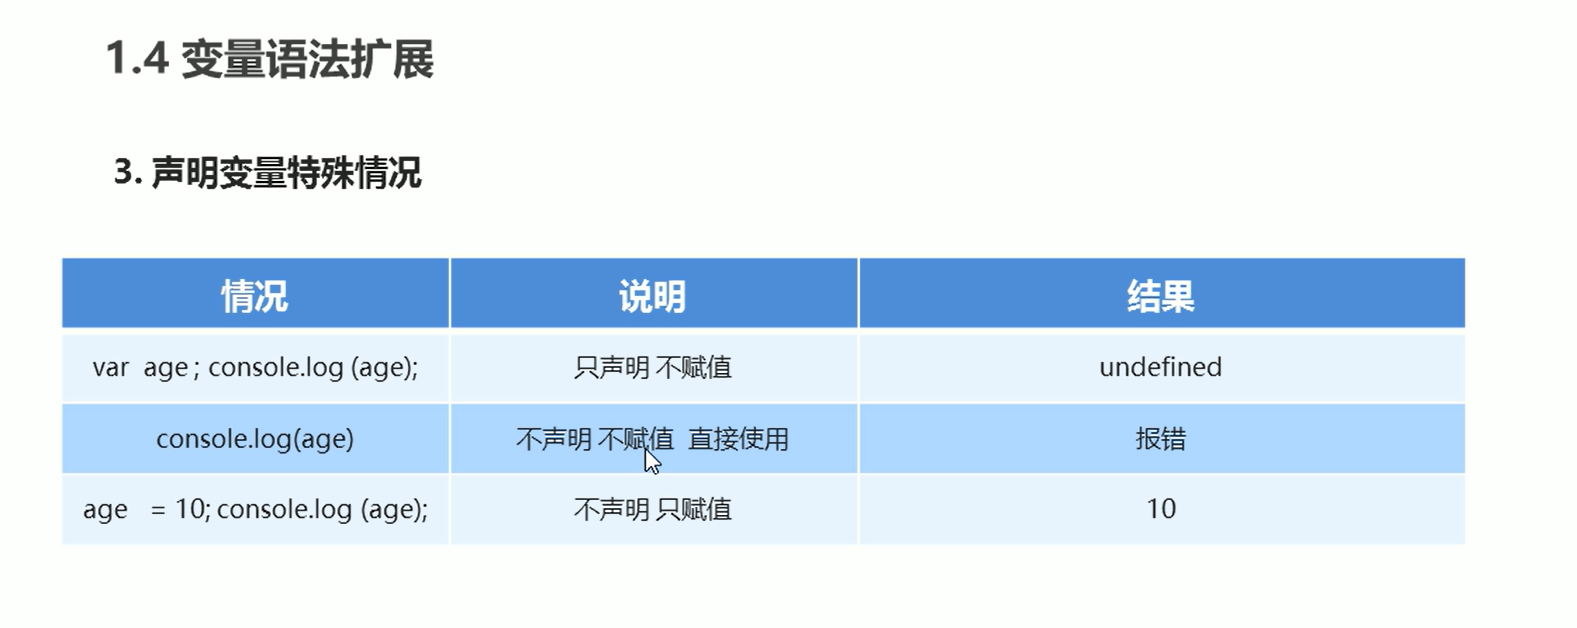 1.4 变量语法扩展
3. 声明变量特殊情况
情况 说明 结果
var age ; console.log (age); 只声明 不赋值 undefined
console.log(age) 不声明 不赋值 直接使用 报错
age = 10; console.log (age); 不声明 只赋值 10